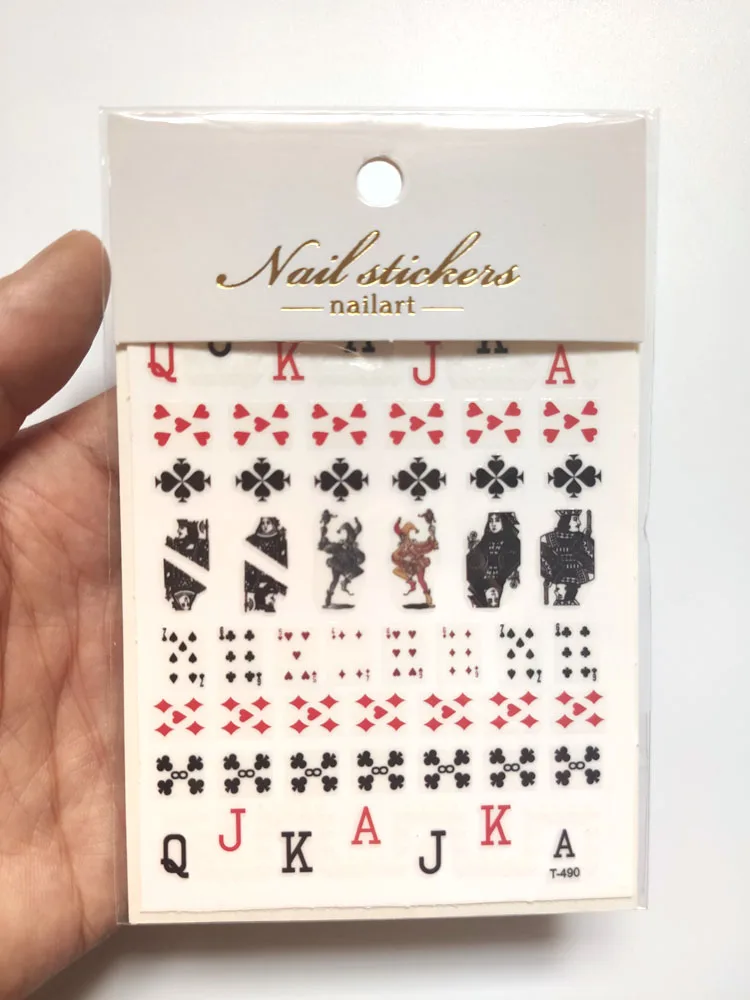 Nail stickers
nailart
Q K J A
J A K
Q K J A
T-490